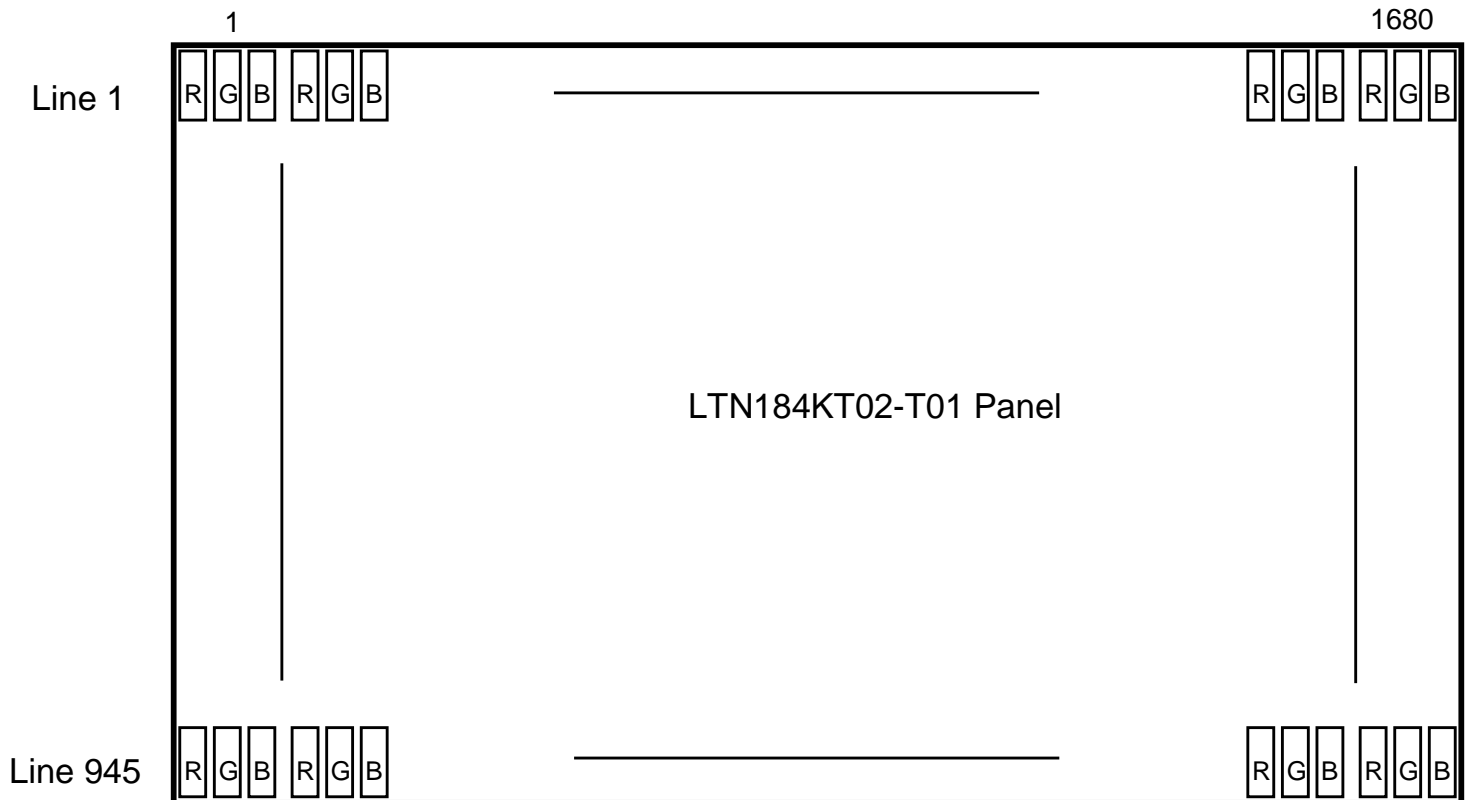 1 1680
Line 1 R G B R G B R G B R G B
LTN184KT02-T01 Panel
Line 945 R G B R G B R G B R G B